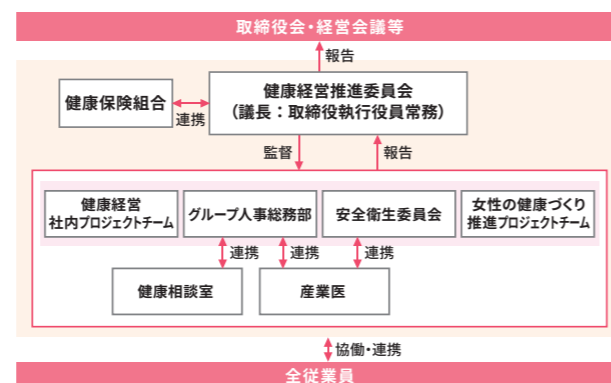 取締役会・経営会議等
報告
健康保険組合
連携
健康経営推進委員会
（議長：取締役執行役員常務）
監督
報告
健康経営
社内プロジェクトチーム
グループ人事総務部
安全衛生委員会
女性の健康づくり
推進プロジェクトチーム
連携
連携
連携
健康相談室
産業医
協働・連携
全従業員